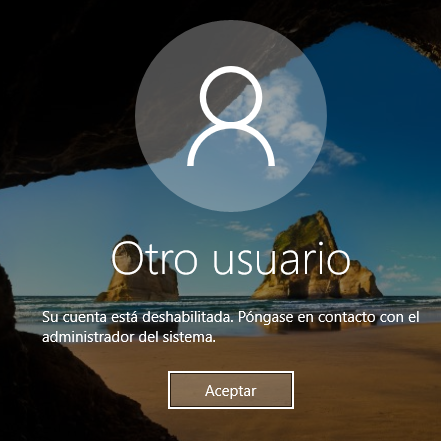 Otro usuario
Su cuenta está deshabilitada. Póngase en contacto con el
administrador del sistema.
Aceptar